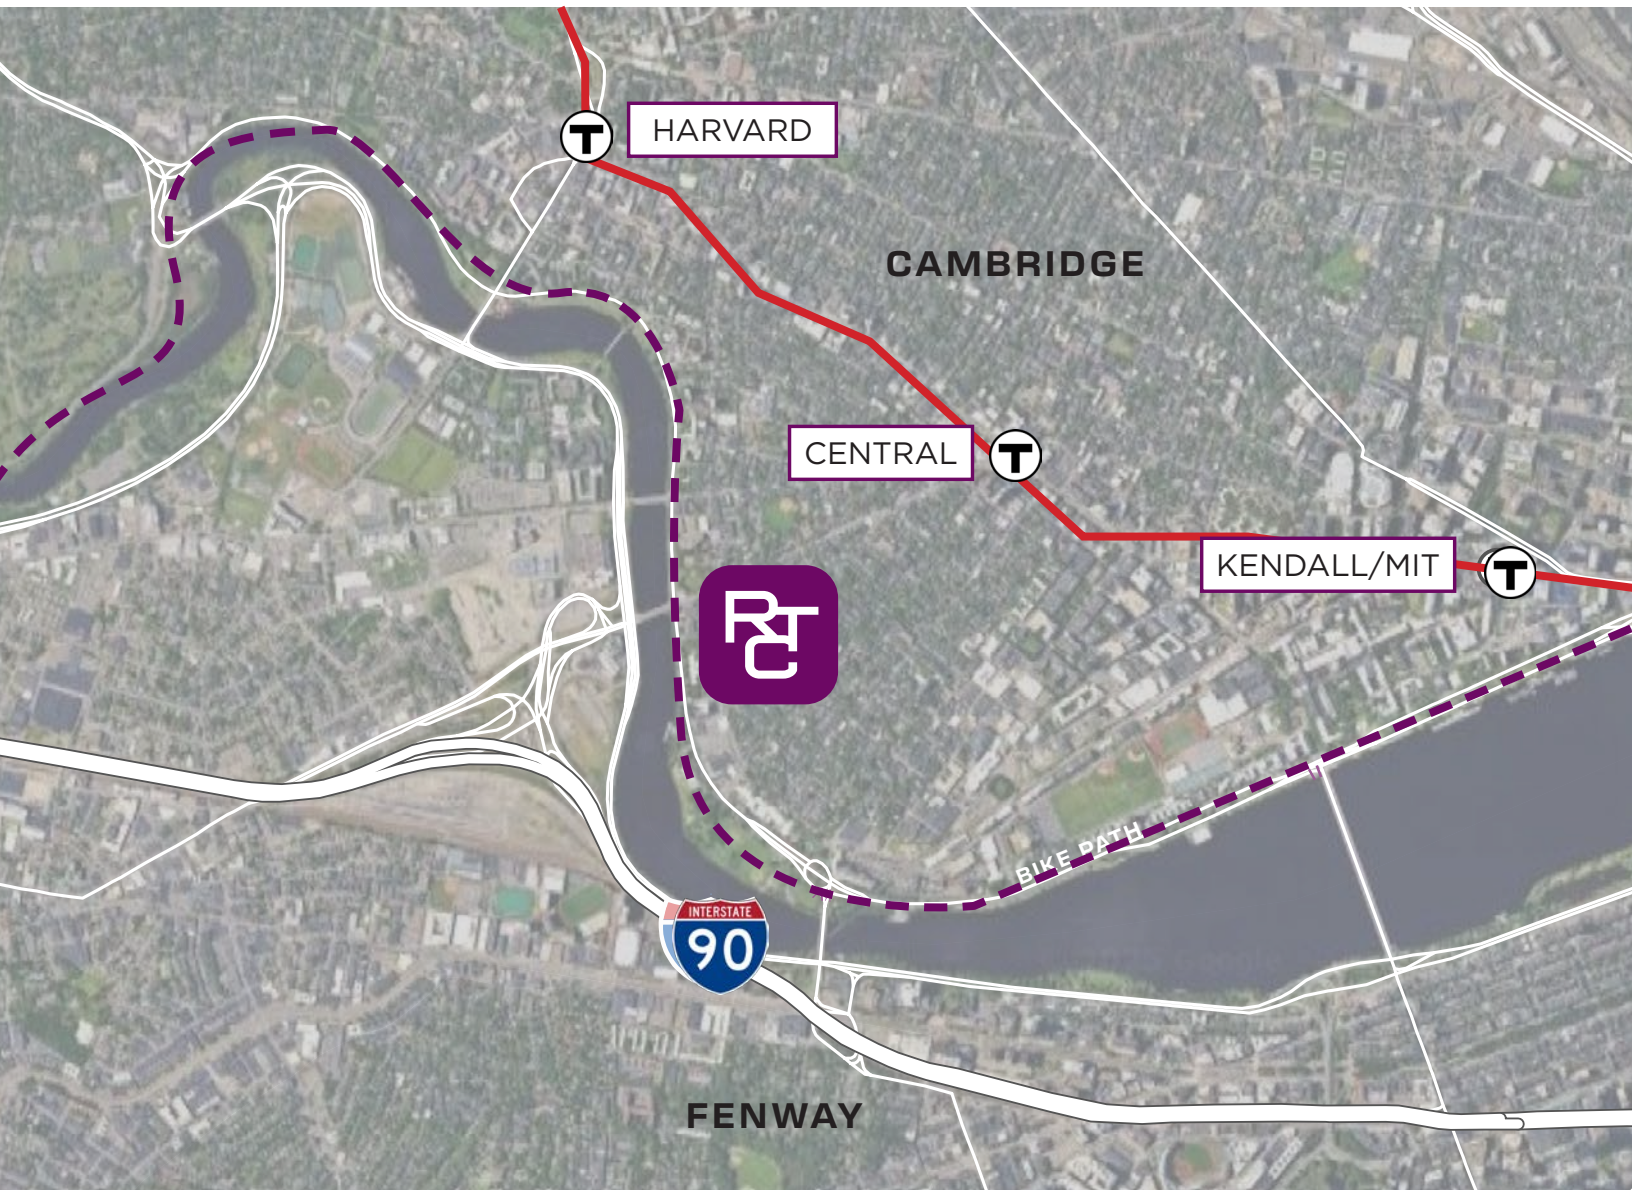 T
HARVARD
CAMBRIDGE
CENTRAL
T
KENDALL/MIT
T
RTC
BIKE PATH
INTERSTATE
90
FENWAY